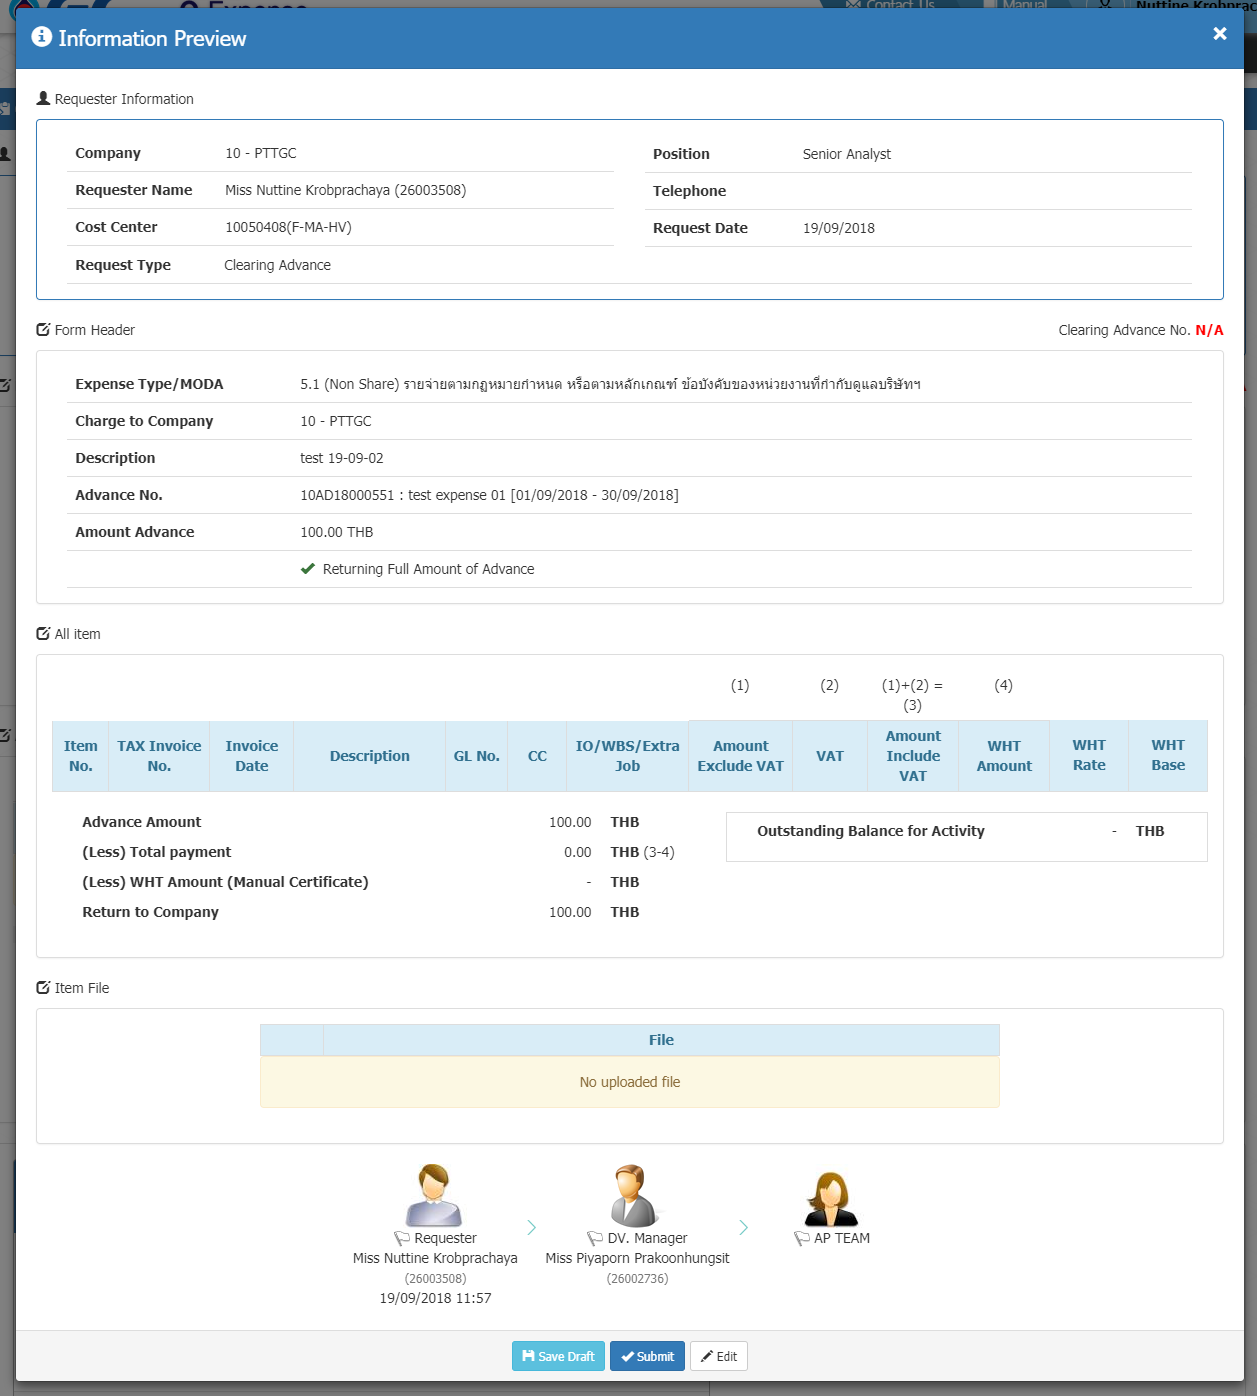 Contact Us Manual Nuttine Krobprac
Information Preview
Requester Information
Company 10 - PTTGC Position Senior Analyst
Requester Name Miss Nuttine Krobprachaya (26003508) Telephone
Cost Center 10050408(F-MA-HV) Request Date 19/09/2018
Request Type Clearing Advance
Form Header Clearing Advance No. N/A
Expense Type/MODA 5.1 (Non Share) รายจ่ายตามกฎหมายกำหนด หรือตามหลักเกณฑ์ ข้อบังคับของหน่วยงานที่กำกับดูแลบริษัทฯ
Charge to Company 10 - PTTGC
Description test 19-09-02
Advance No. 10AD18000551 : test expense 01 [01/09/2018 - 30/09/2018]
Amount Advance 100.00 THB
Returning Full Amount of Advance
All item
(1) (2) (1)+(2) = (3) (4)
Item No. TAX Invoice No. Invoice Date Description GL No. CC IO/WBS/Extra Job Amount Exclude VAT VAT Amount Include VAT WHT Amount WHT Rate WHT Base
Advance Amount 100.00 THB Outstanding Balance for Activity - THB
(Less) Total payment 0.00 THB (3-4)
(Less) WHT Amount (Manual Certificate) - THB
Return to Company 100.00 THB
Item File
File
No uploaded file
Requester DV. Manager AP TEAM
Miss Nuttine Krobprachaya Miss Piyaporn Prakoonhungsit
(26003508) (26002736)
19/09/2018 11:57
Save Draft Submit Edit